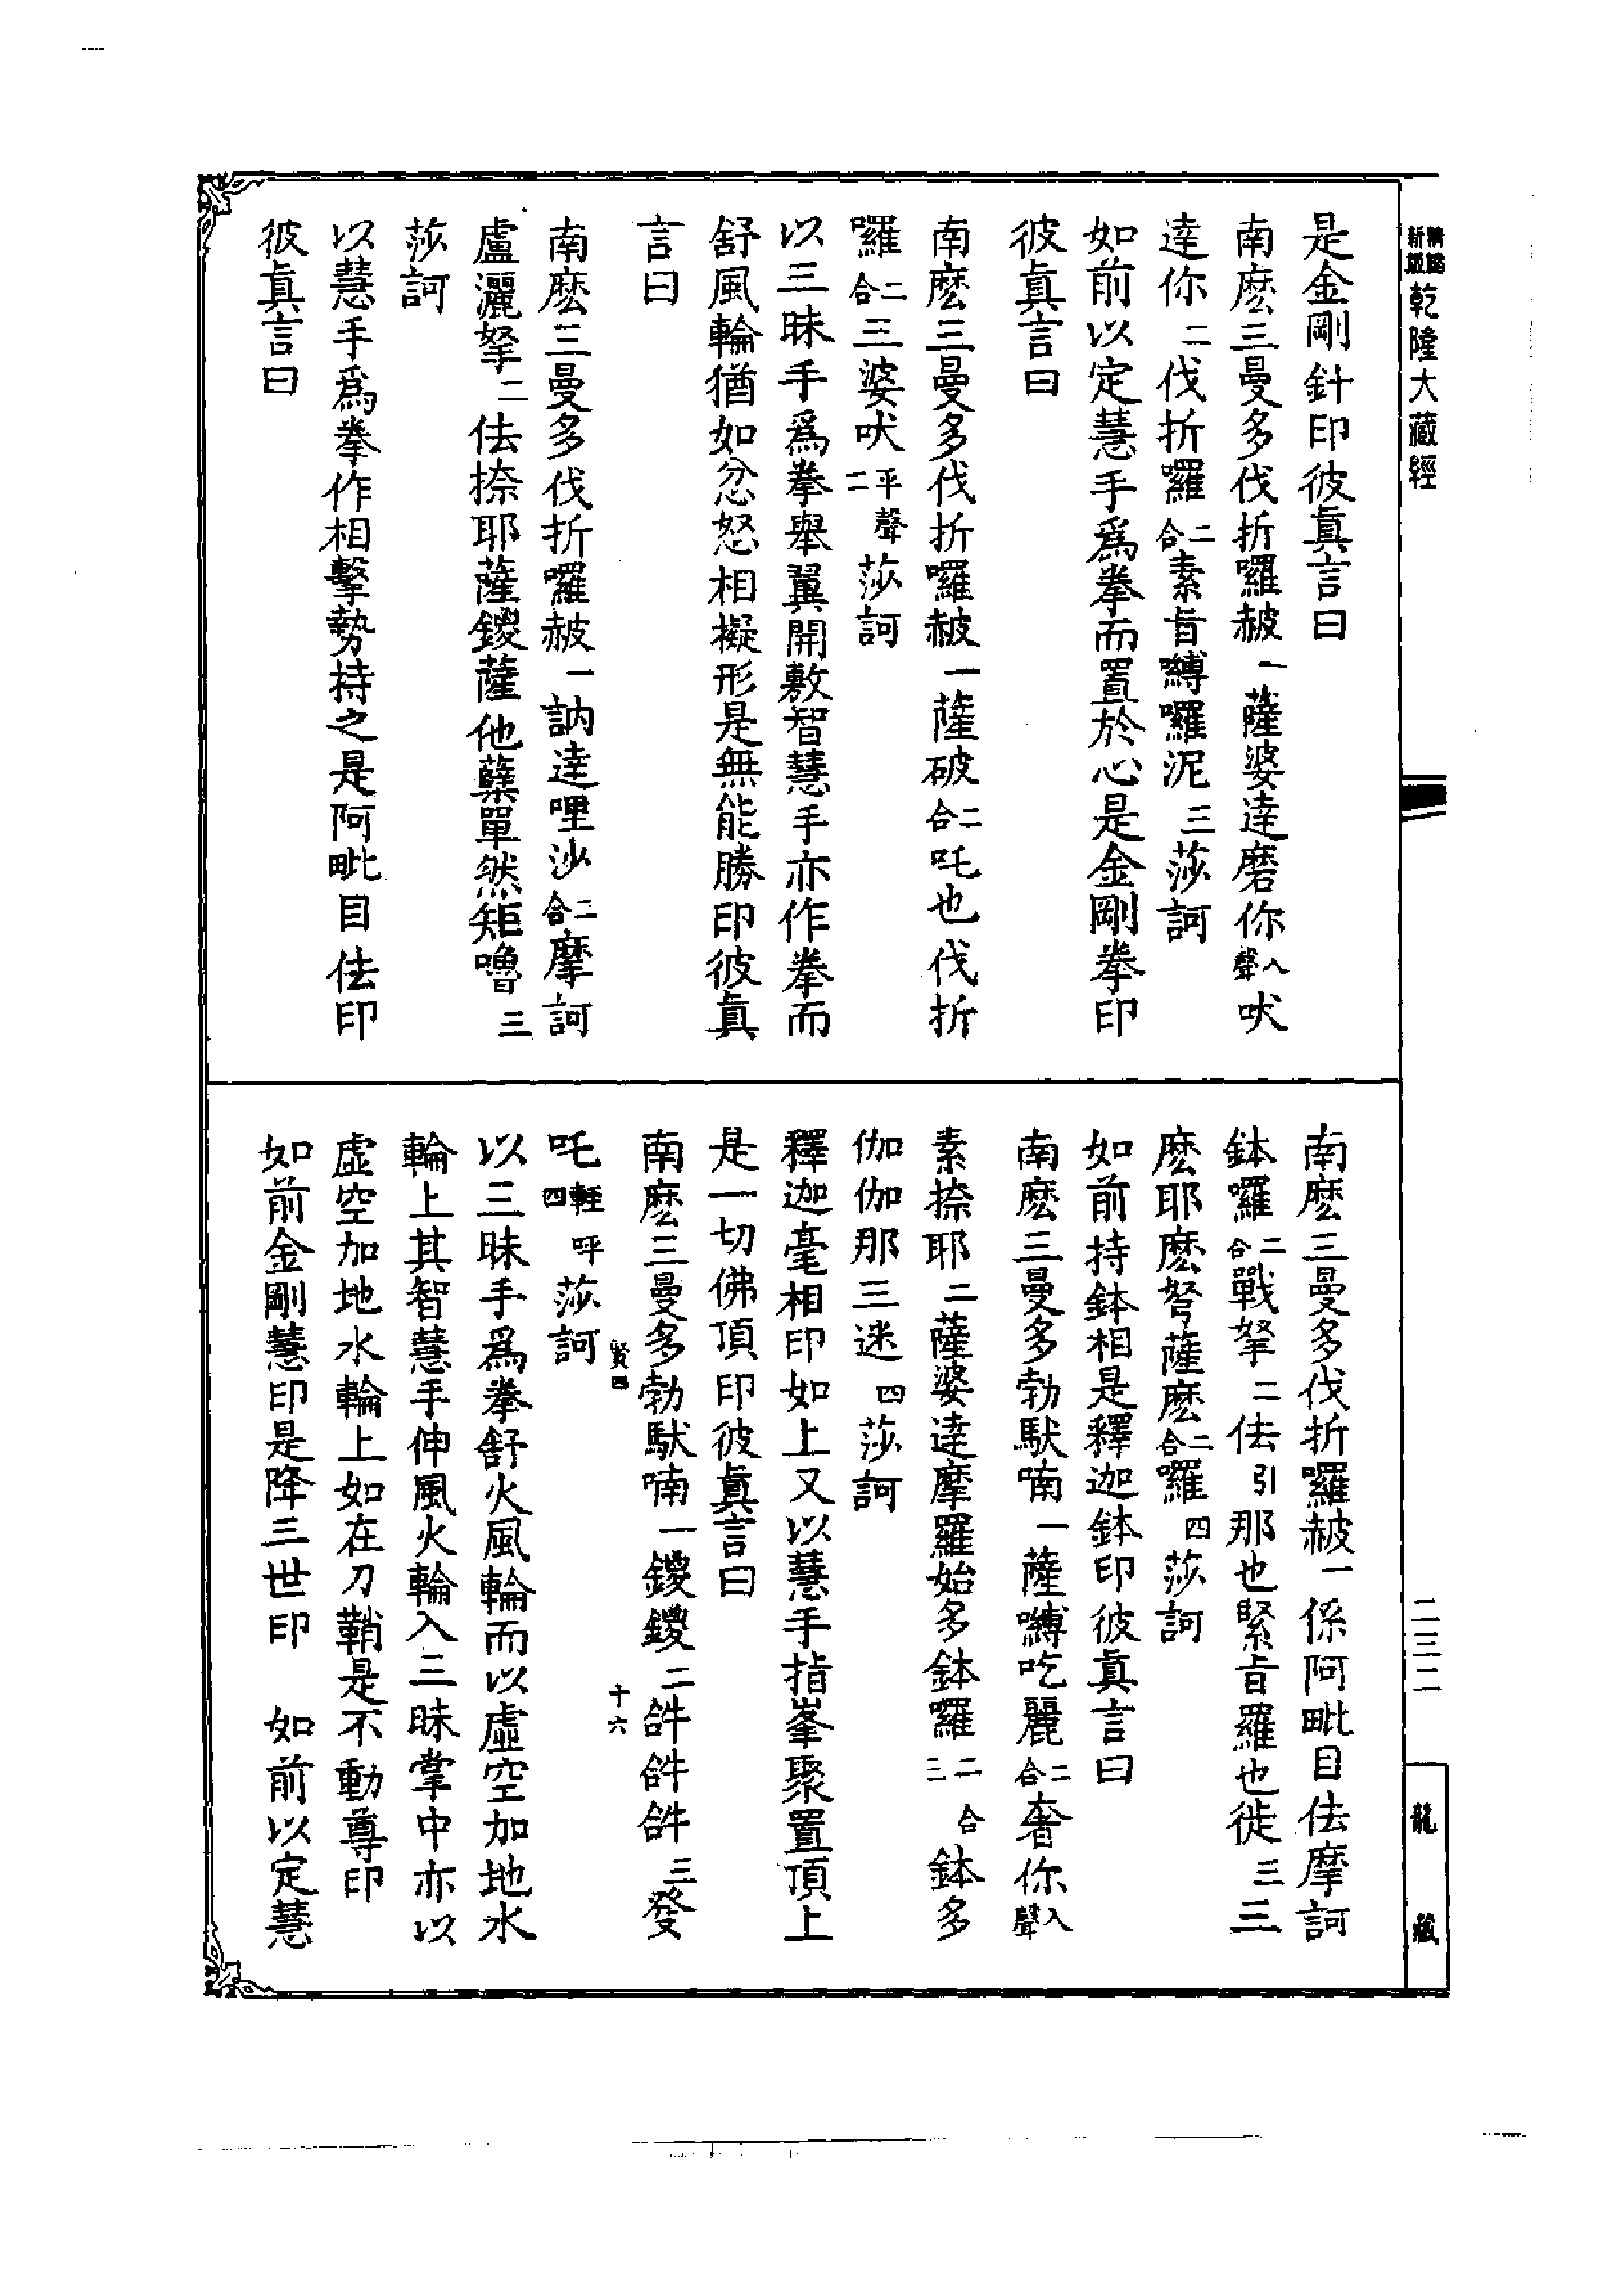 新版 精縮 乾隆大藏經
是金剛針印彼眞言曰
南麽三曼多伐折囉赧一薩婆達磨你入聲吠
達你二伐折囉二合素旨嚩囉泥三莎訶
如前以定慧手爲拳而置於心是金剛拳印
彼眞言曰
南麽三曼多伐折囉赧一薩破二合吒也伐折
囉二合三婆吠平聲二莎訶
以三昧手爲拳舉翼開敷智慧手亦作拳而
舒風輪猶如忿怒相擬形是無能勝印彼眞
言曰
南麽三曼多伐折囉赧一訥達哩沙二合摩訶
盧灑拏二佉捺耶薩鑁薩他蘖單然矩嚕三
莎訶
以慧手爲拳作相擊勢持之是阿毗目佉印
彼眞言曰
南麽三曼多伐折囉赧一係阿毗目佉摩訶
鉢囉二合戰拏二佉引那也緊旨羅也徙三三
麽耶麽弩薩麽二合囉四莎訶
如前持鉢相是釋迦鉢印彼眞言曰
南麽三曼多勃馱喃一薩嚩吃麗二合奢你入聲
素捺耶二薩婆達摩羅始多鉢囉二合三鉢多
伽伽那三迷四莎訶
釋迦毫相印如上又以慧手指峯聚置頂上
是一切佛頂印彼眞言曰
南麽三曼多勃馱喃一鑁鑁二𤙖𤙖𤙖三發
賢四 十六
吒輕呼四莎訶
以三昧手爲拳舒火風輪而以虛空加地水
輪上其智慧手伸風火輪入三昧掌中亦以
虛空加地水輪上如在刀鞘是不動尊印
如前金剛慧印是降三世印 如前以定慧
二三二
龍藏